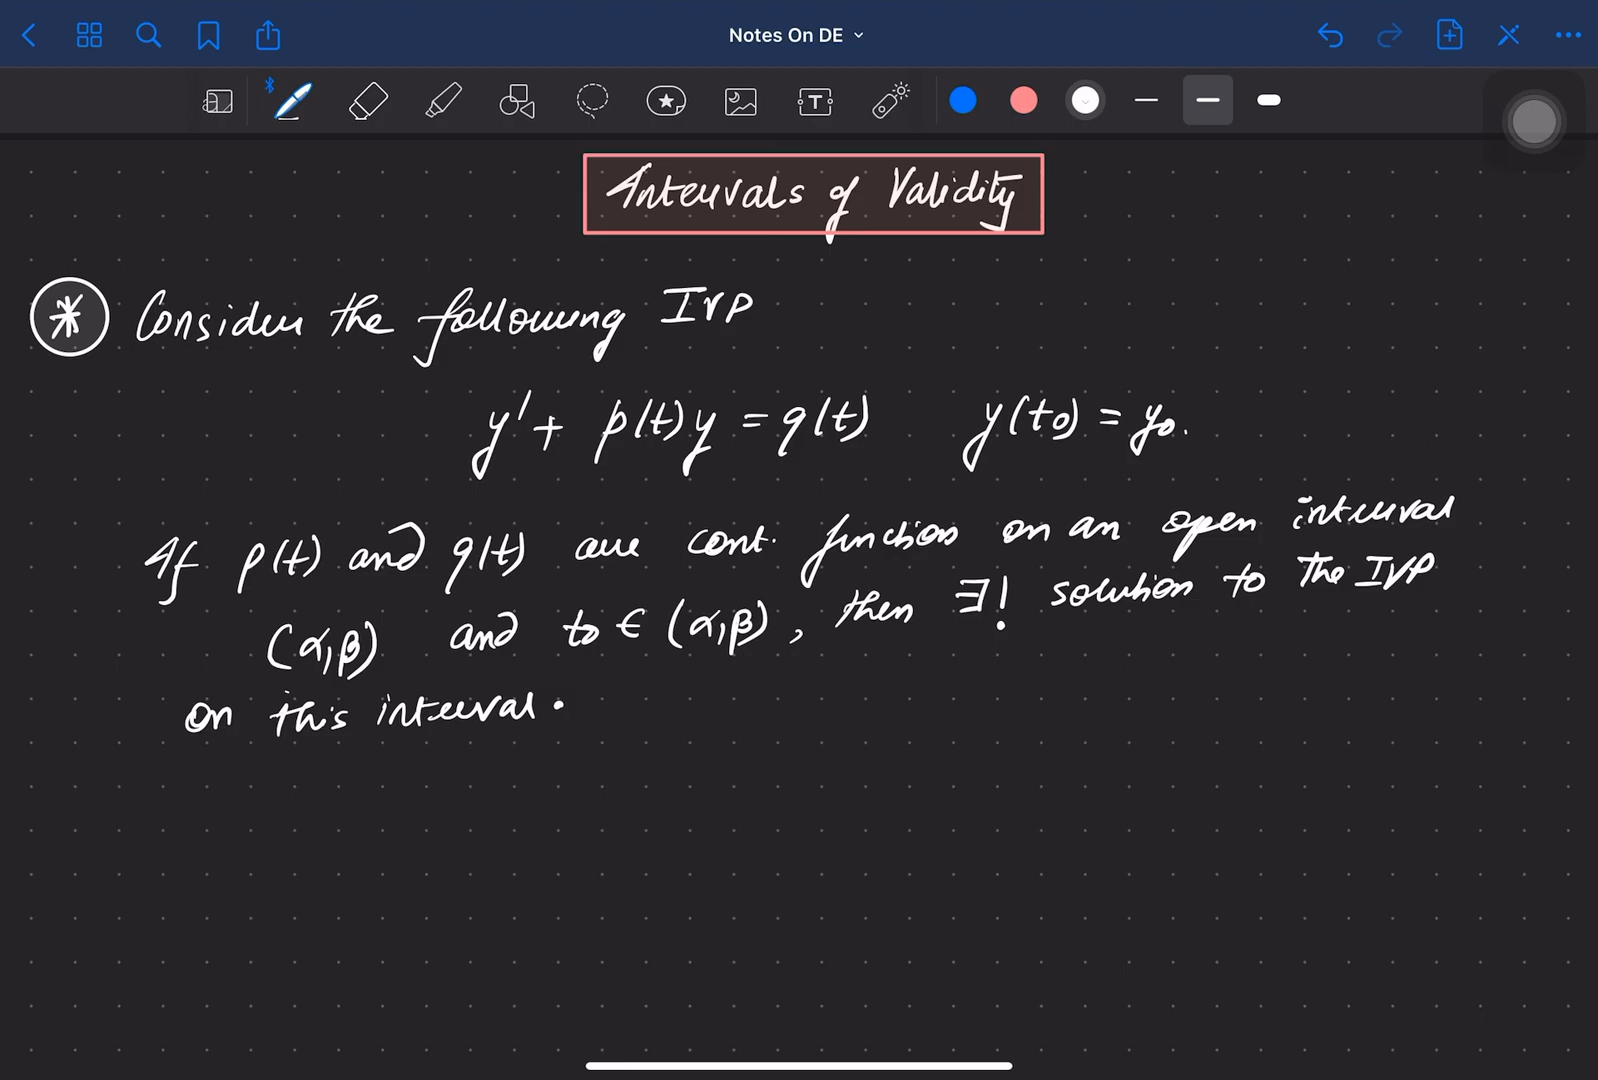 Notes On DE
Intervals of Validity
* Consider the following IVP
y' + p(t)y = q(t) y(t0) = y0.
If p(t) and q(t) are cont. function on an open interval
(α,β) and to ∈ (α,β), then ∃! solution to the IVP
on this interval.